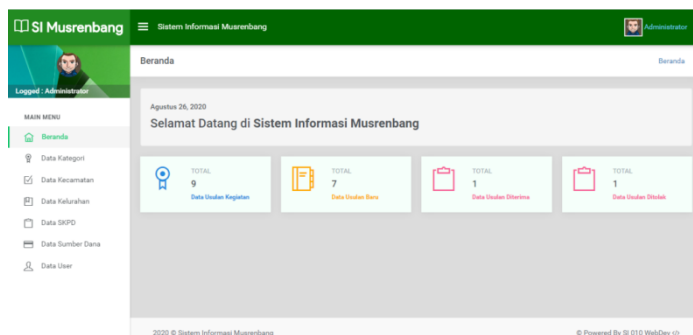 SI Musrenbang
Sistem Informasi Musrenbang
Administrator
Logged : Administrator
Beranda
Beranda
MAIN MENU
Beranda
Data Kategori
Data Kecamatan
Data Kelurahan
Data SKPD
Data Sumber Dana
Data User
Agustus 26, 2020
Selamat Datang di Sistem Informasi Musrenbang
TOTAL
9
Data Usulan Kegiatan
TOTAL
7
Data Usulan Baru
TOTAL
1
Data Usulan Diterima
TOTAL
1
Data Usulan Ditolak
2020 © Sistem Informasi Musrenbang.
© Powered By SI 010 WebDev